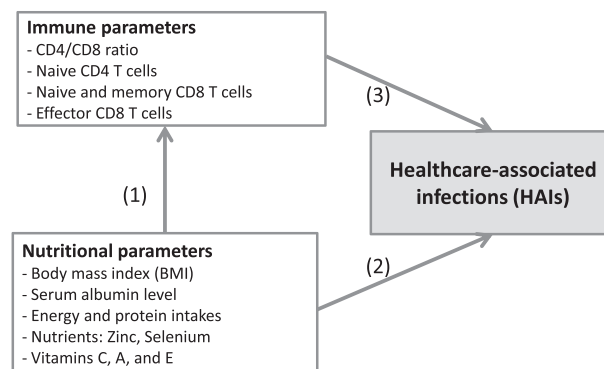 Immune parameters
- CD4/CD8 ratio
- Naive CD4 T cells
- Naive and memory CD8 T cells
- Effector CD8 T cells
(3)
Healthcare-associated
infections (HAIs)
(1)
Nutritional parameters
- Body mass index (BMI)
- Serum albumin level
- Energy and protein intakes
- Nutrients: Zinc, Selenium
- Vitamins C, A, and E
(2)